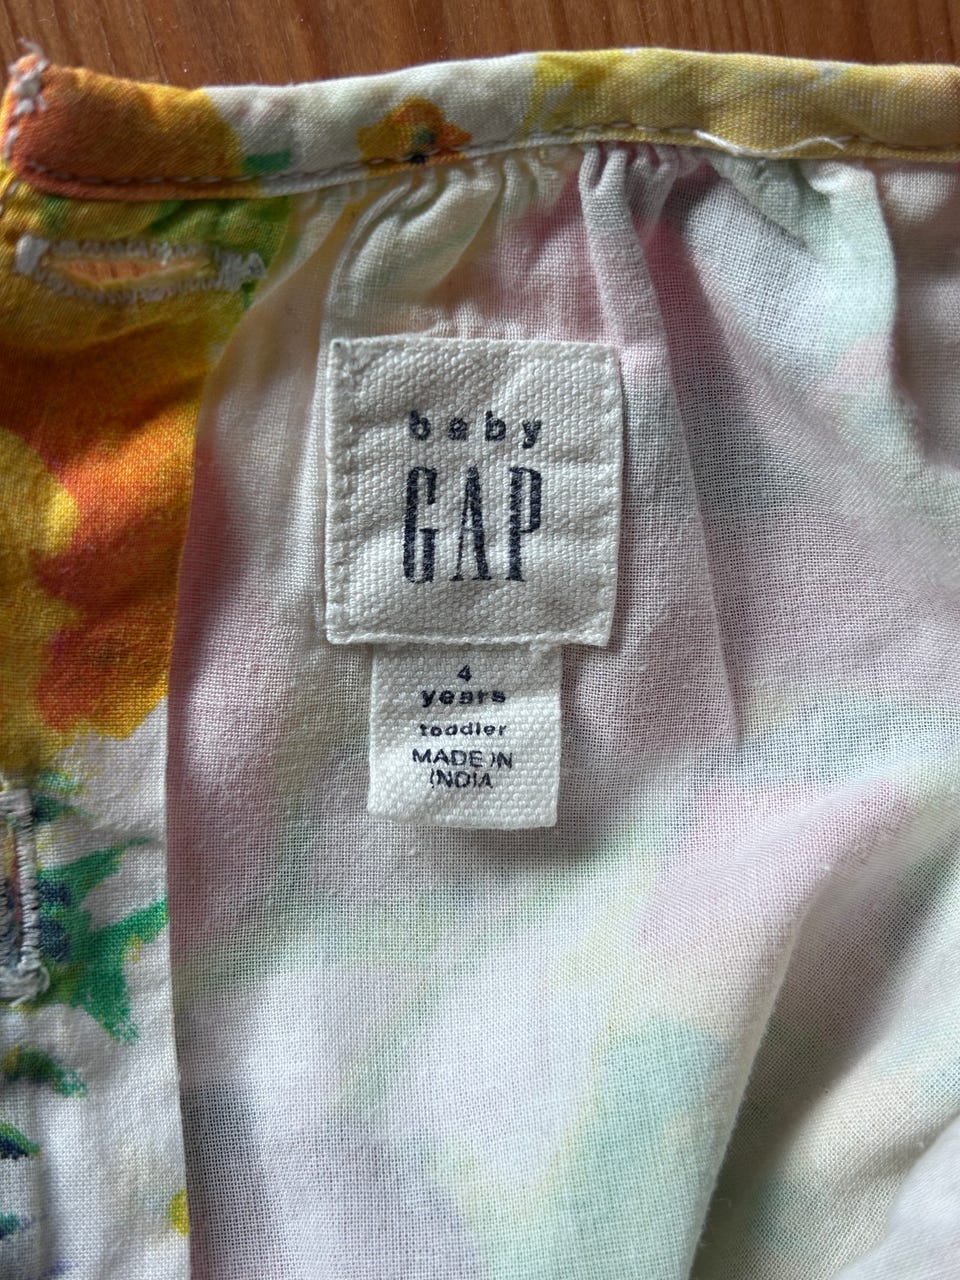 baby
GAP
4
years
toddler
MADE IN
INDIA